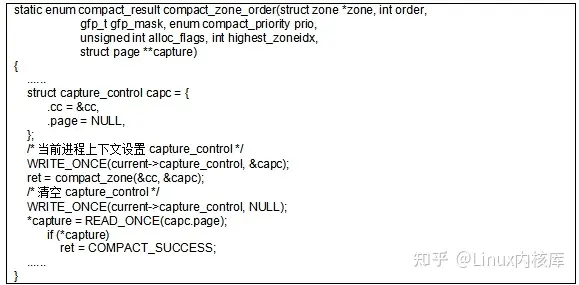 static enum compact_result compact_zone_order(struct zone *zone, int order,
gfp_t gfp_mask, enum compact_priority prio,
unsigned int alloc_flags, int highest_zoneidx,
struct page **capture)
{
......
struct capture_control capc = {
.cc = &cc,
.page = NULL,
};
/* 当前进程上下文设置 capture_control */
WRITE_ONCE(current->capture_control, &capc);
ret = compact_zone(&cc, &capc);
/* 清空 capture_control */
WRITE_ONCE(current->capture_control, NULL);
*capture = READ_ONCE(capc.page);
if (*capture)
ret = COMPACT_SUCCESS;
......
}
知乎 @Linux内核库